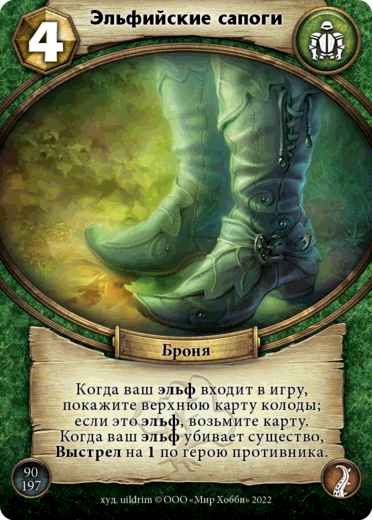 Эльфийские сапоги
4
Броня
Когда ваш эльф входит в игру,
покажите верхнюю карту колоды;
если это эльф, возьмите карту.
Когда ваш эльф убивает существо,
Выстрел на 1 по герою противника.
90
197
худ. uildrim © ООО «Мир Хобби» 2022